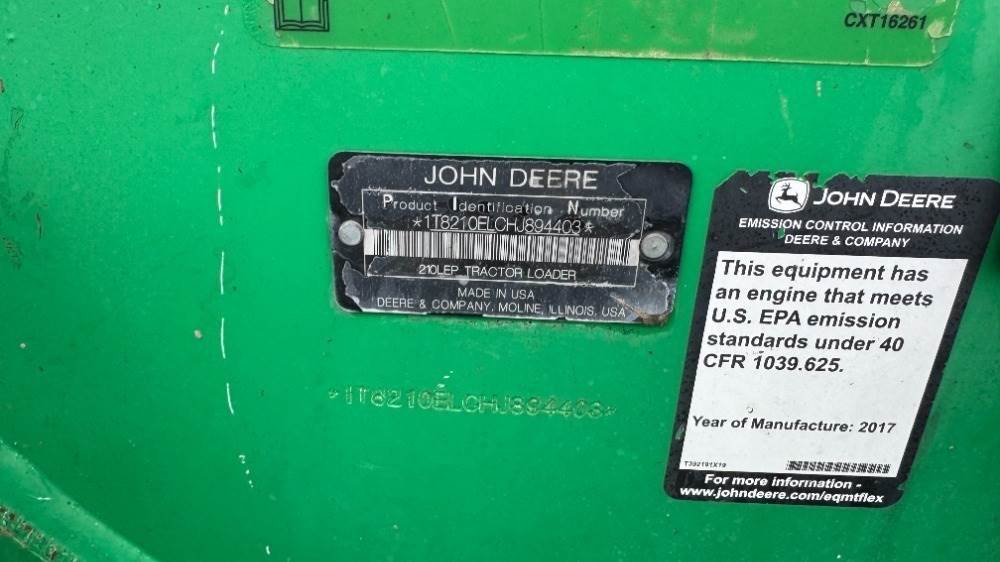 CXT16261
JOHN DEERE
Product Identification Number
*1T8210ELCHJ894403*
210LEP TRACTOR LOADER
MADE IN USA
DEERE & COMPANY, MOLINE, ILLINOIS, USA
*1T8210ELCHJ894403*
JOHN DEERE
EMISSION CONTROL INFORMATION
DEERE & COMPANY
This equipment has
an engine that meets
U.S. EPA emission
standards under 40
CFR 1039.625.
Year of Manufacture: 2017
T392191X19
For more information -
www.johndeere.com/eqmtflex